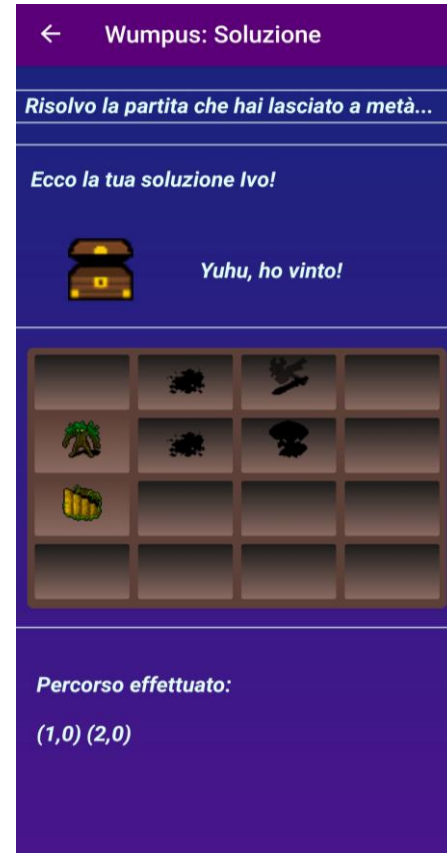 Wumpus: Soluzione
Risolvo la partita che hai lasciato a metà...
Ecco la tua soluzione Ivo!
Yuhu, ho vinto!
Percorso effettuato:
(1,0) (2,0)